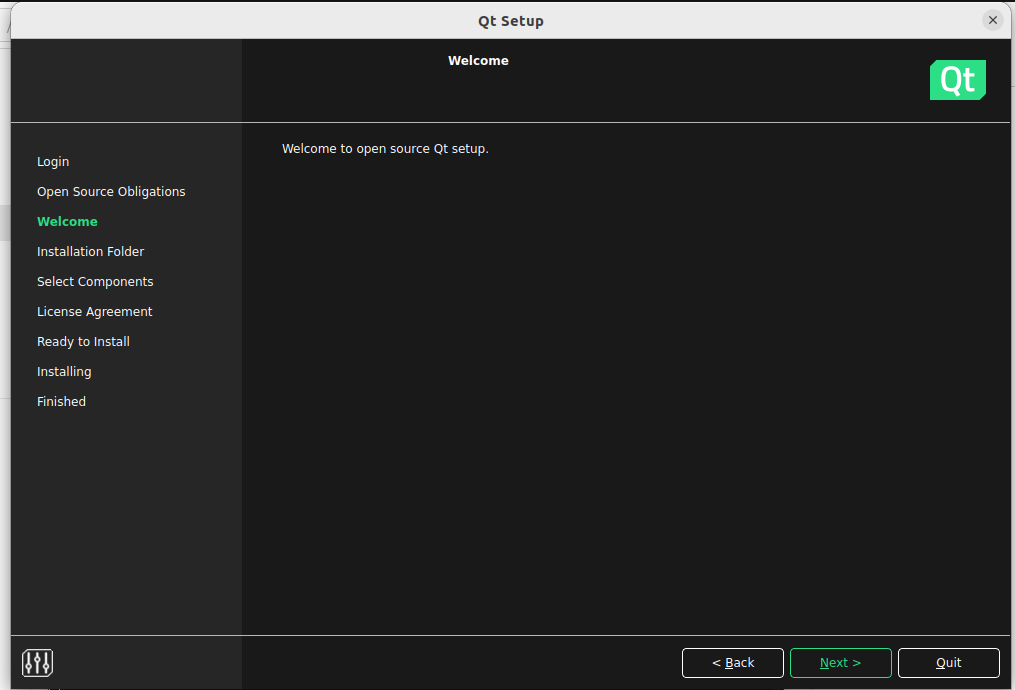 Qt Setup
Welcome
Qt
Login
Open Source Obligations
Welcome
Installation Folder
Select Components
License Agreement
Ready to Install
Installing
Finished
Welcome to open source Qt setup.
< Back
Next >
Quit